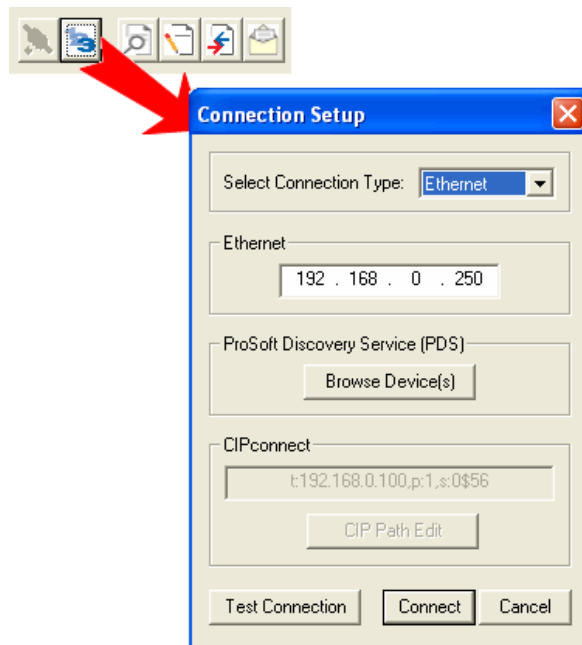 Connection Setup
Select Connection Type: Ethernet
Ethernet
192 . 168 . 0 . 250
ProSoft Discovery Service (PDS)
Browse Device(s)
CIPconnect
t:192.168.0.100,p:1,s:0$56
CIP Path Edit
Test Connection Connect Cancel